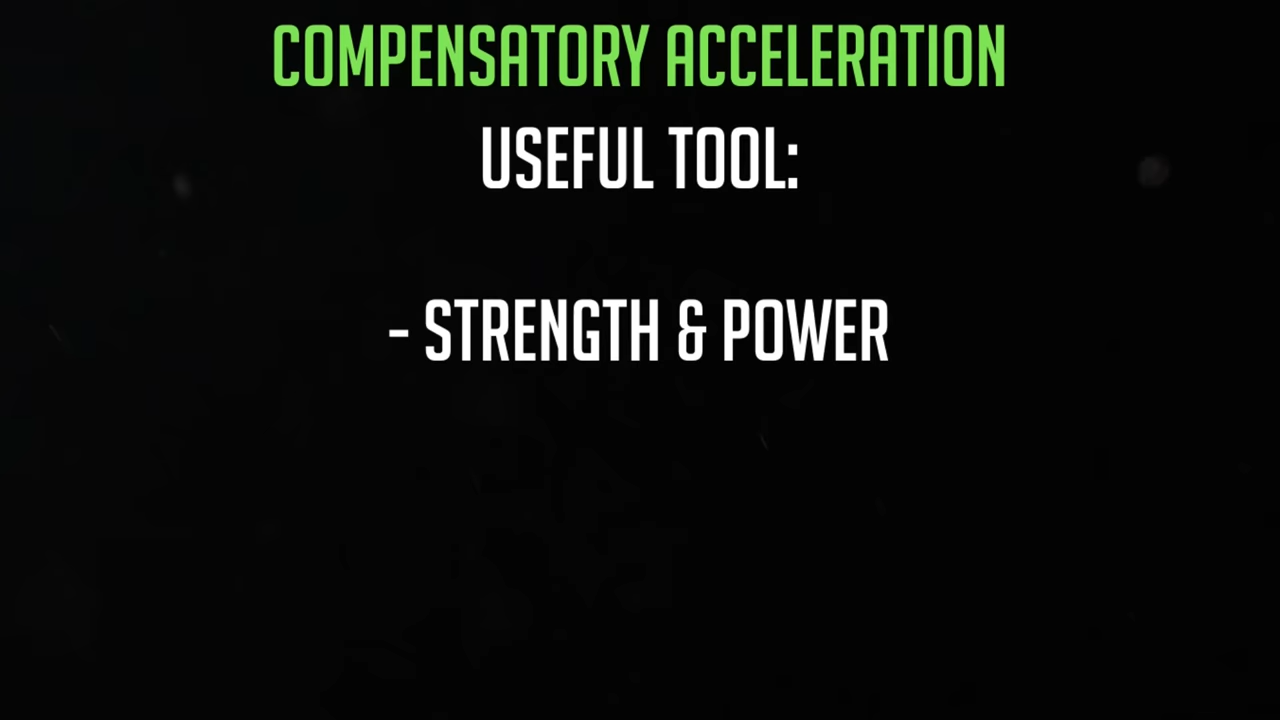 COMPENSATORY ACCELERATION
USEFUL TOOL:
- STRENGTH & POWER